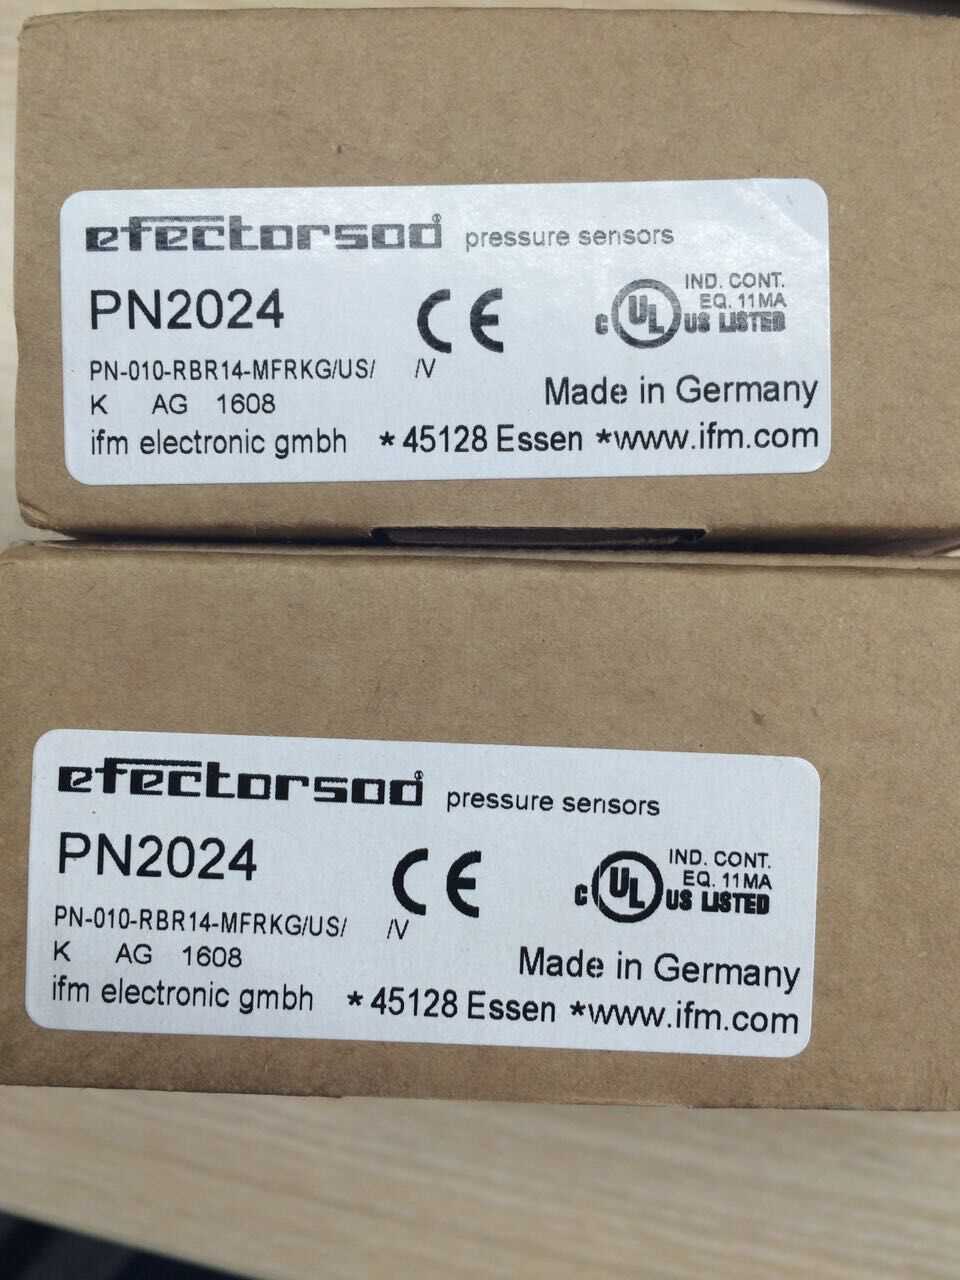 efector500® pressure sensors
PN2024
CE
c UL US LISTED
IND. CONT.
EQ. 11MA
PN-010-RBR14-MFRKG/US/ /V
K AG 1608
Made in Germany
ifm electronic gmbh *45128 Essen *www.ifm.com
efector500® pressure sensors
PN2024
CE
c UL US LISTED
IND. CONT.
EQ. 11MA
PN-010-RBR14-MFRKG/US/ /V
K AG 1608
Made in Germany
ifm electronic gmbh *45128 Essen *www.ifm.com